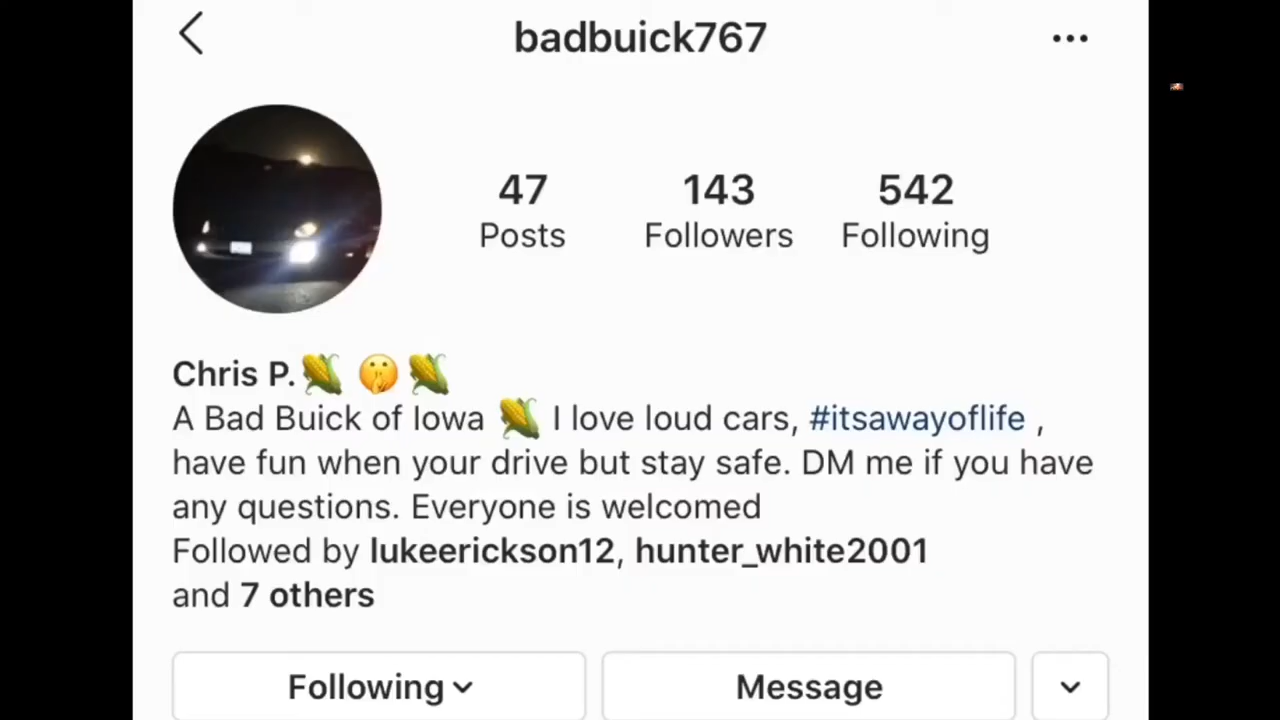 badbuick767
47 143 542
Posts Followers Following
Chris P.🌽 🤫 🌽
A Bad Buick of Iowa 🌽 I love loud cars, #itsawayoflife ,
have fun when your drive but stay safe. DM me if you have
any questions. Everyone is welcomed
Followed by lukeerickson12, hunter_white2001
and 7 others
Following Message